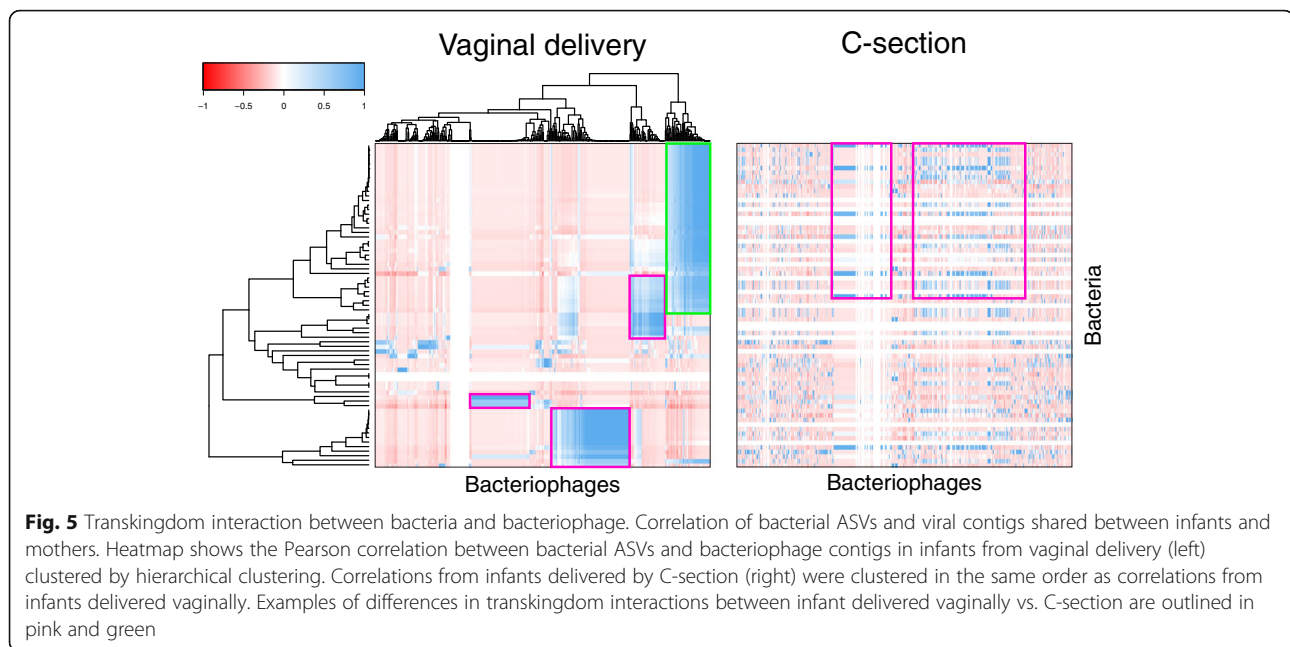 Vaginal delivery
C-section
-1 -0.5 0 0.5 1
Bacteria
Bacteriophages
Bacteriophages
Fig. 5 Transkingdom interaction between bacteria and bacteriophage. Correlation of bacterial ASVs and viral contigs shared between infants and
mothers. Heatmap shows the Pearson correlation between bacterial ASVs and bacteriophage contigs in infants from vaginal delivery (left)
clustered by hierarchical clustering. Correlations from infants delivered by C-section (right) were clustered in the same order as correlations from
infants delivered vaginally. Examples of differences in transkingdom interactions between infant delivered vaginally vs. C-section are outlined in
pink and green